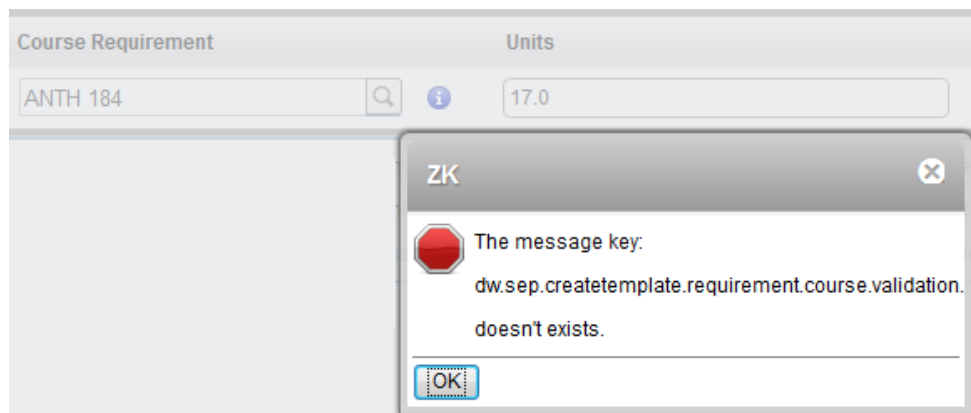 Course Requirement Units
ANTH 184 17.0
ZK
The message key:
dw.sep.createtemplate.requirement.course.validation.
doesn't exists.
OK